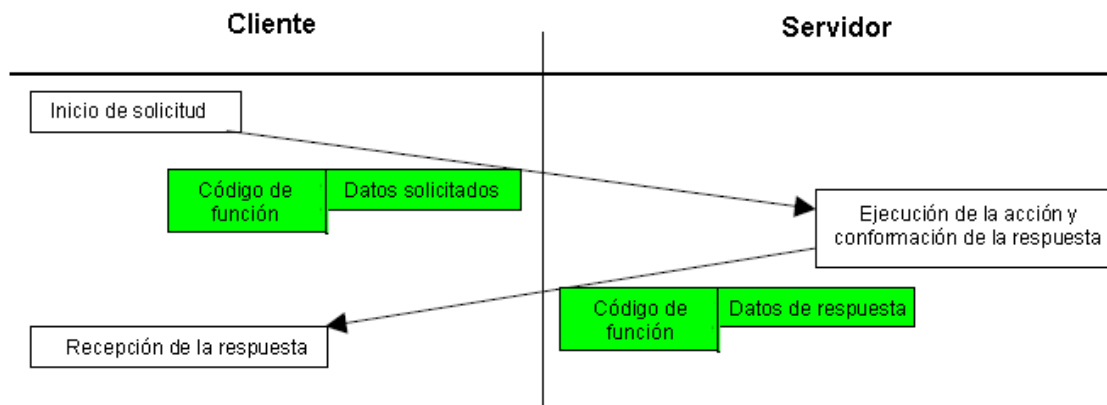 Cliente
Servidor
Inicio de solicitud
Código de
función
Datos solicitados
Ejecución de la acción y
conformación de la respuesta
Código de
función
Datos de respuesta
Recepción de la respuesta